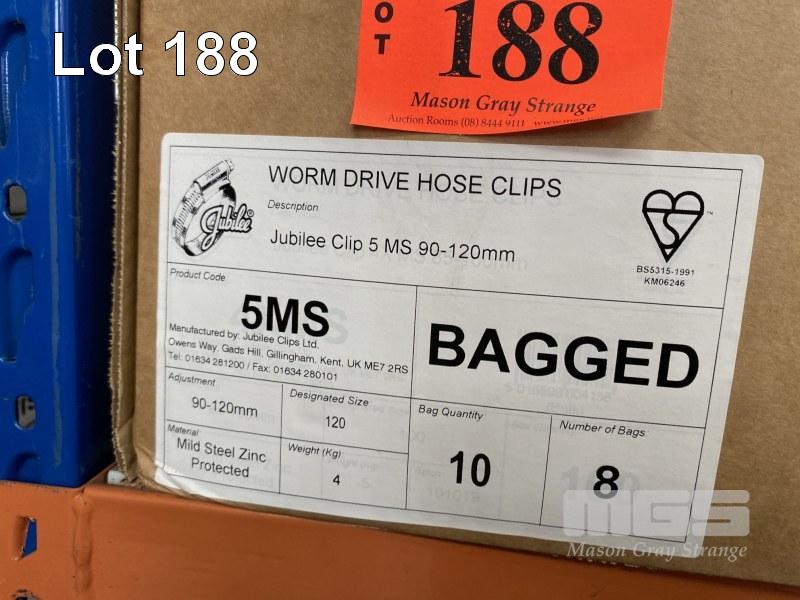 Lot 188
LOT
188
Mason Gray Strange
Auction Rooms (08) 8444 9111
WORM DRIVE HOSE CLIPS
Description
Jubilee Clip 5 MS 90-120mm
Jubilee
BS5315-1991
KM06246
Product Code
5MS
Manufactured by: Jubilee Clips Ltd,
Owens Way, Gads Hill, Gillingham, Kent, UK ME7 2RS
Tel: 01634 281200 / Fax: 01634 280101
BAGGED
Adjustment
90-120mm
Designated Size
120
Bag Quantity
10
Number of Bags
8
Material
Mild Steel Zinc
Protected
Weight (Kg)
4
MGS
Mason Gray Strange